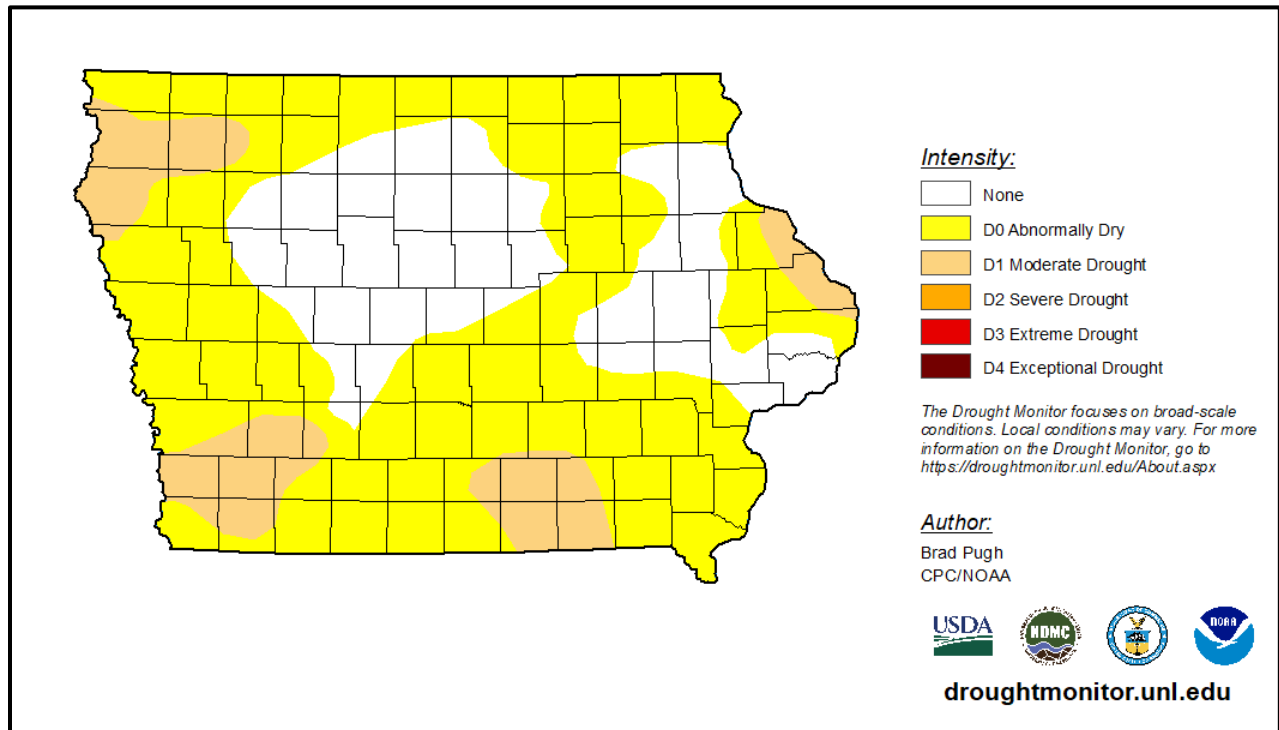 Intensity:
None
D0 Abnormally Dry
D1 Moderate Drought
D2 Severe Drought
D3 Extreme Drought
D4 Exceptional Drought
The Drought Monitor focuses on broad-scale
conditions. Local conditions may vary. For more
information on the Drought Monitor, go to
https://droughtmonitor.unl.edu/About.aspx
Author:
Brad Pugh
CPC/NOAA
USDA
NDMC
NOAA
droughtmonitor.unl.edu